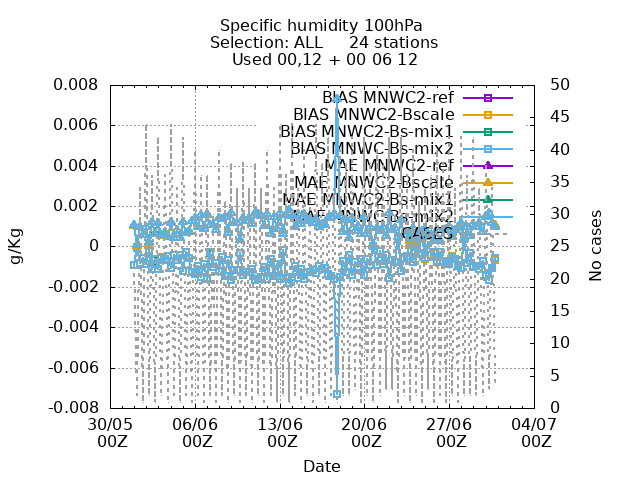 Specific humidity 100hPa
Selection: ALL 24 stations
Used 00,12 + 00 06 12
0.008
0.006
0.004
0.002
0
-0.002
-0.004
-0.006
-0.008
g/Kg
50
45
40
35
30
25
20
15
10
5
0
No cases
BIAS MNWC2-ref
BIAS MNWC2-Bscale
BIAS MNWC2-Bs-mix1
BIAS MNWC-Bs-mix2
MAE MNWC2-ref
MAE MNWC2-Bscale
MAE MNWC2-Bs-mix1
MAE MNWC-Bs-mix2
CASES
30/05 06/06 13/06 20/06 27/06 04/07
00Z 00Z 00Z 00Z 00Z 00Z
Date